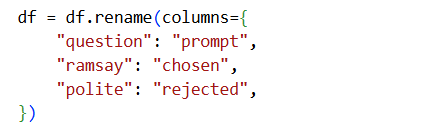 df = df.rename(columns={
    "question": "prompt",
    "ramsay": "chosen",
    "polite": "rejected",
})